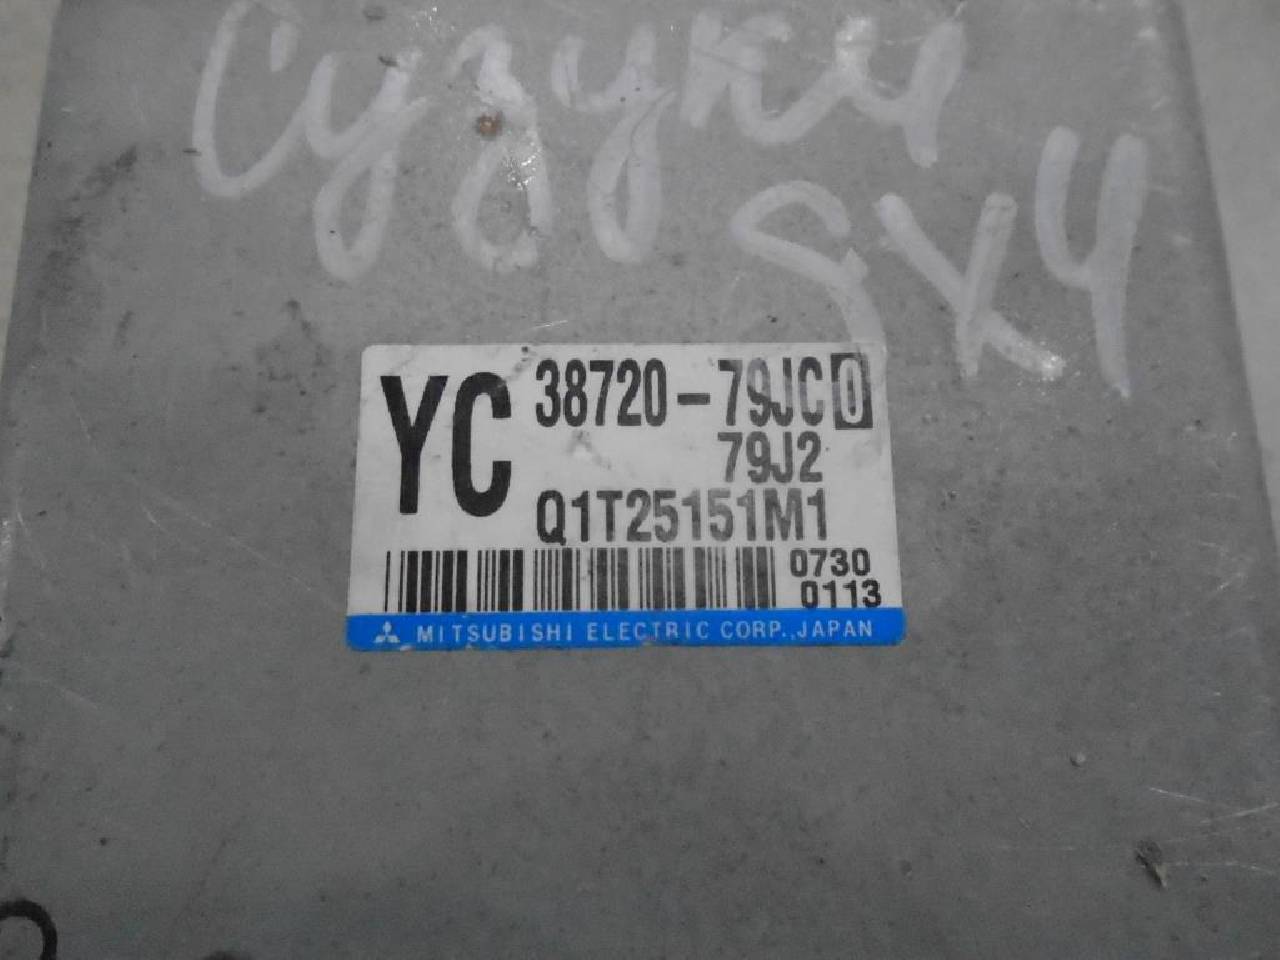 Сузуки
SX4
YC 38720-79JC0
79J2
Q1T25151M1
0730
0113
MITSUBISHI ELECTRIC CORP., JAPAN